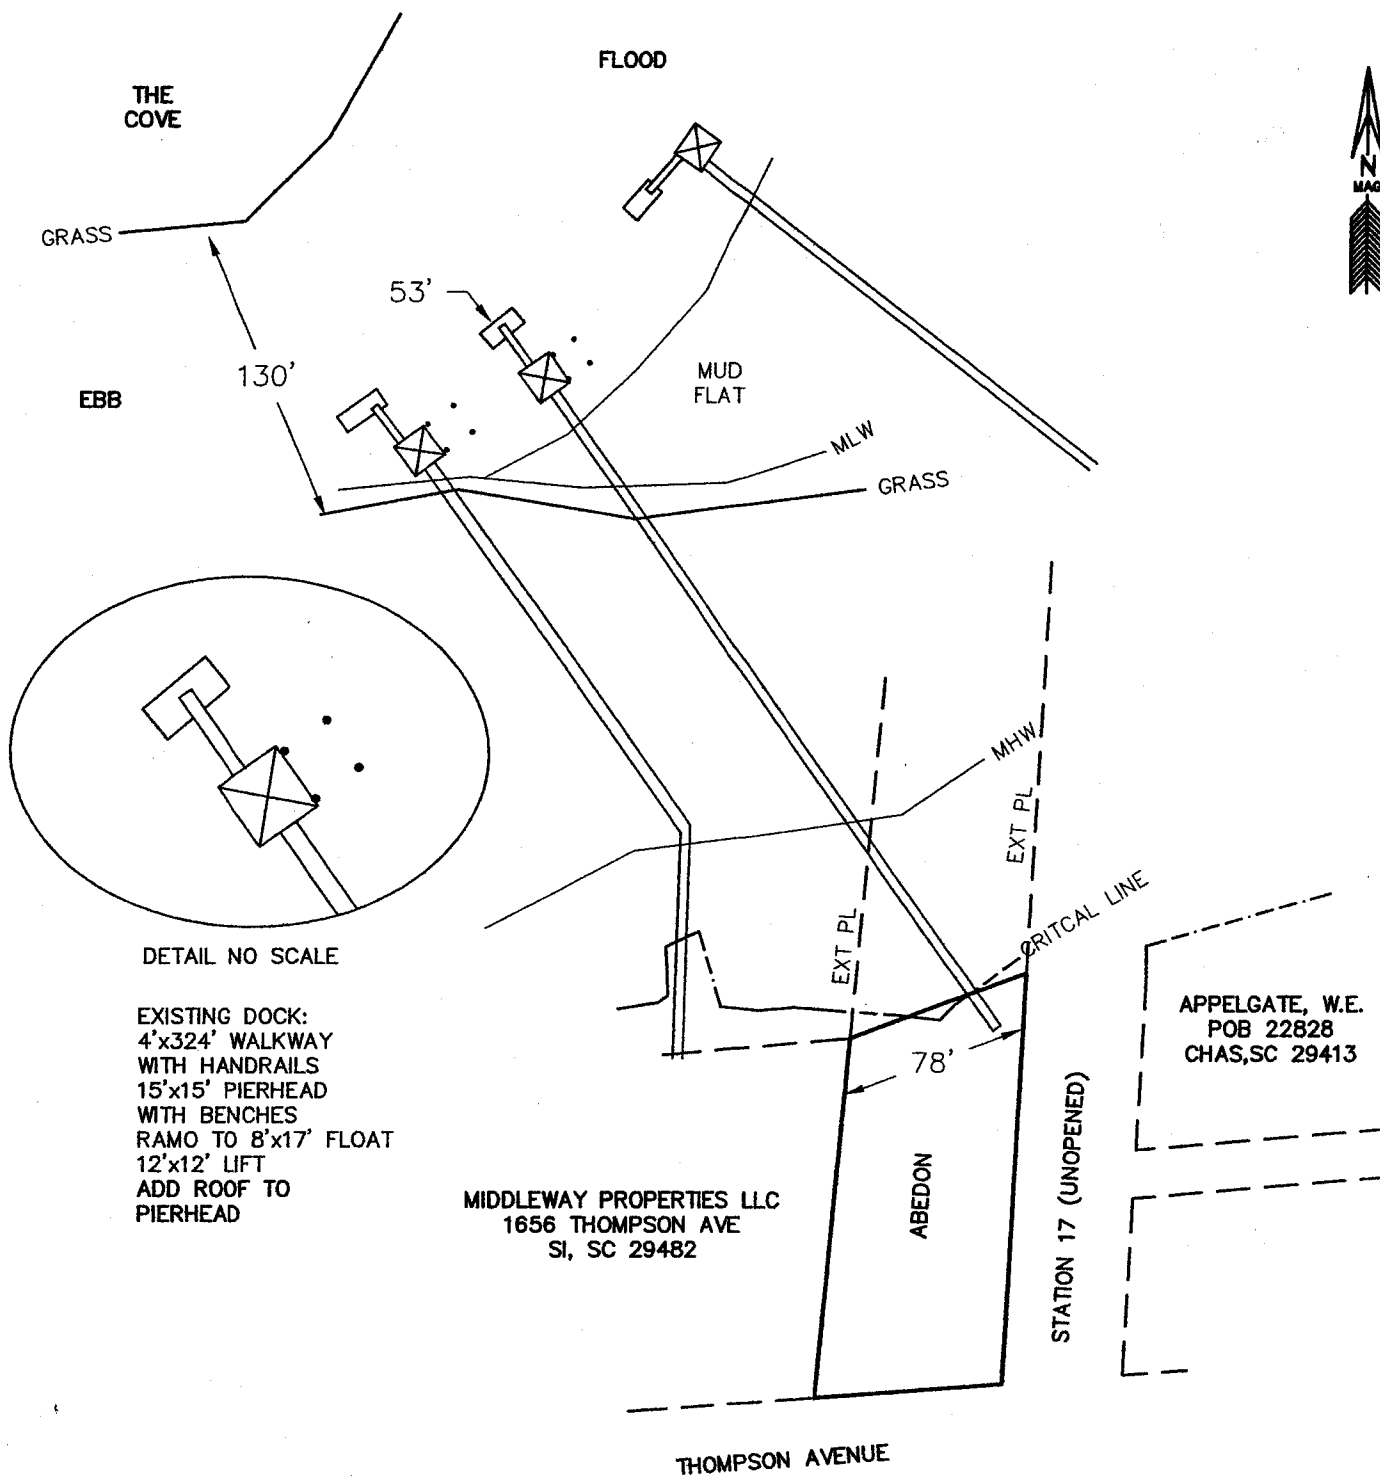 FLOOD
THE
COVE
N
MAG
GRASS
53'
130'
MUD
FLAT
EBB
MLW
GRASS
MHW
EXT PL
EXT PL
CRITCAL LINE
DETAIL NO SCALE
EXISTING DOCK:
4'x324' WALKWAY
WITH HANDRAILS
15'x15' PIERHEAD
WITH BENCHES
RAMO TO 8'x17' FLOAT
12'x12' LIFT
ADD ROOF TO
PIERHEAD
APPELGATE, W.E.
POB 22828
CHAS,SC 29413
78'
MIDDLEWAY PROPERTIES LLC
1656 THOMPSON AVE
SI, SC 29482
ABEDON
STATION 17 (UNOPENED)
THOMPSON AVENUE